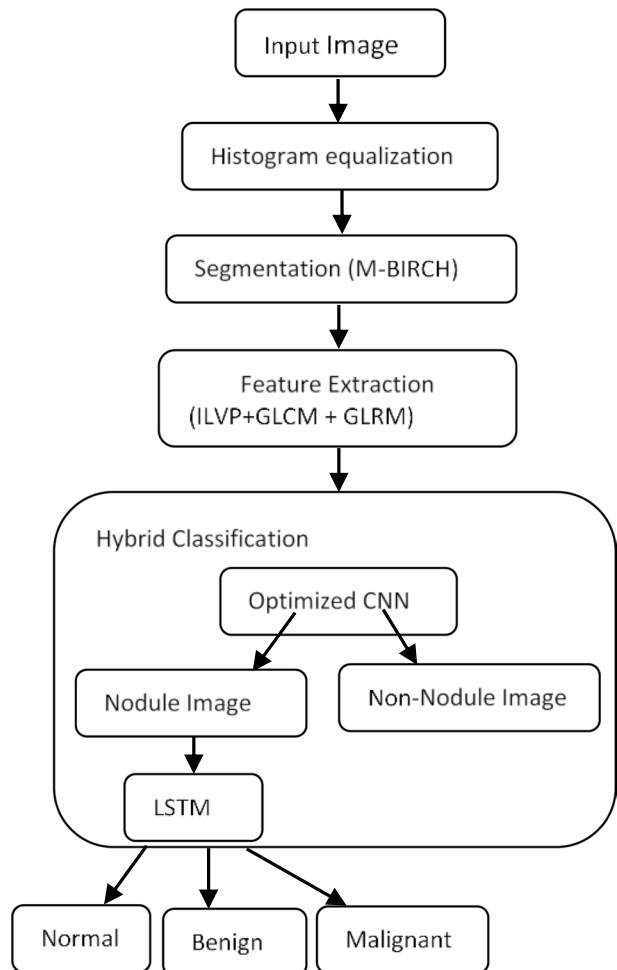 Input Image
Histogram equalization
Segmentation (M-BIRCH)
Feature Extraction
(ILVP+GLCM + GLRM)
Hybrid Classification
Optimized CNN
Nodule Image
Non-Nodule Image
LSTM
Normal
Benign
Malignant